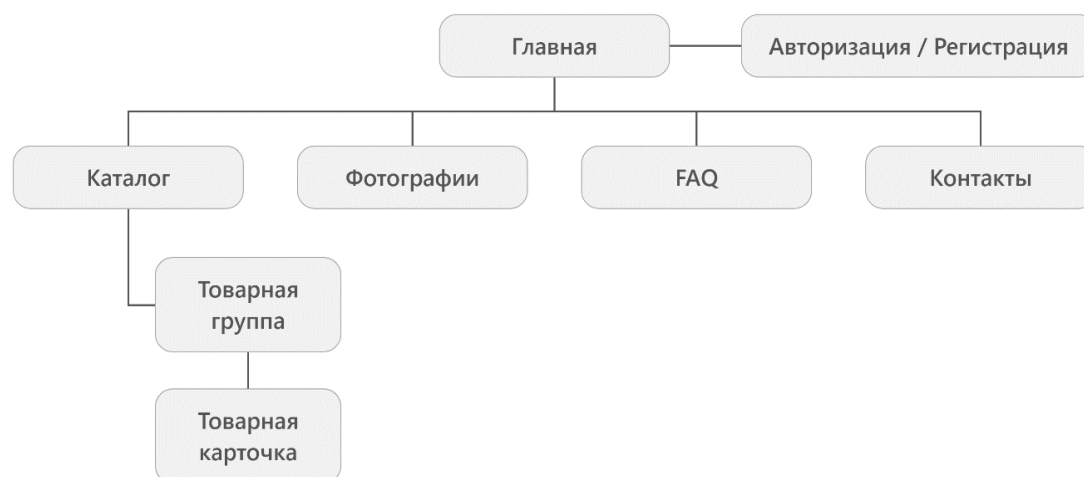 Главная
Авторизация / Регистрация
Каталог
Фотографии
FAQ
Контакты
Товарная
группа
Товарная
карточка